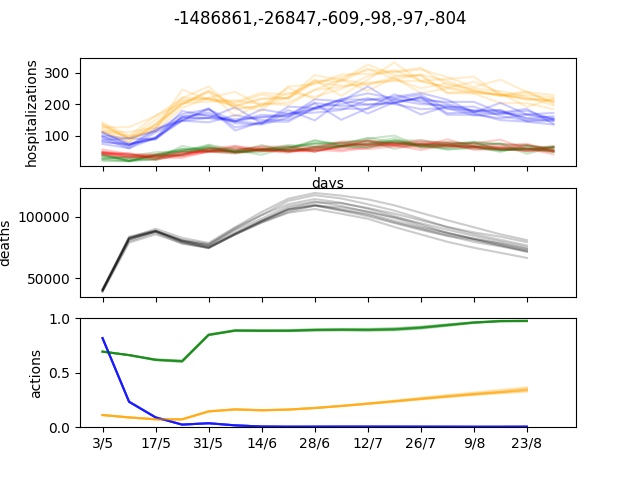 -1486861,-26847,-609,-98,-97,-804
hospitalizations
300
200
100
days
deaths
100000
50000
actions
1.0
0.5
0.0
3/5 17/5 31/5 14/6 28/6 12/7 26/7 9/8 23/8